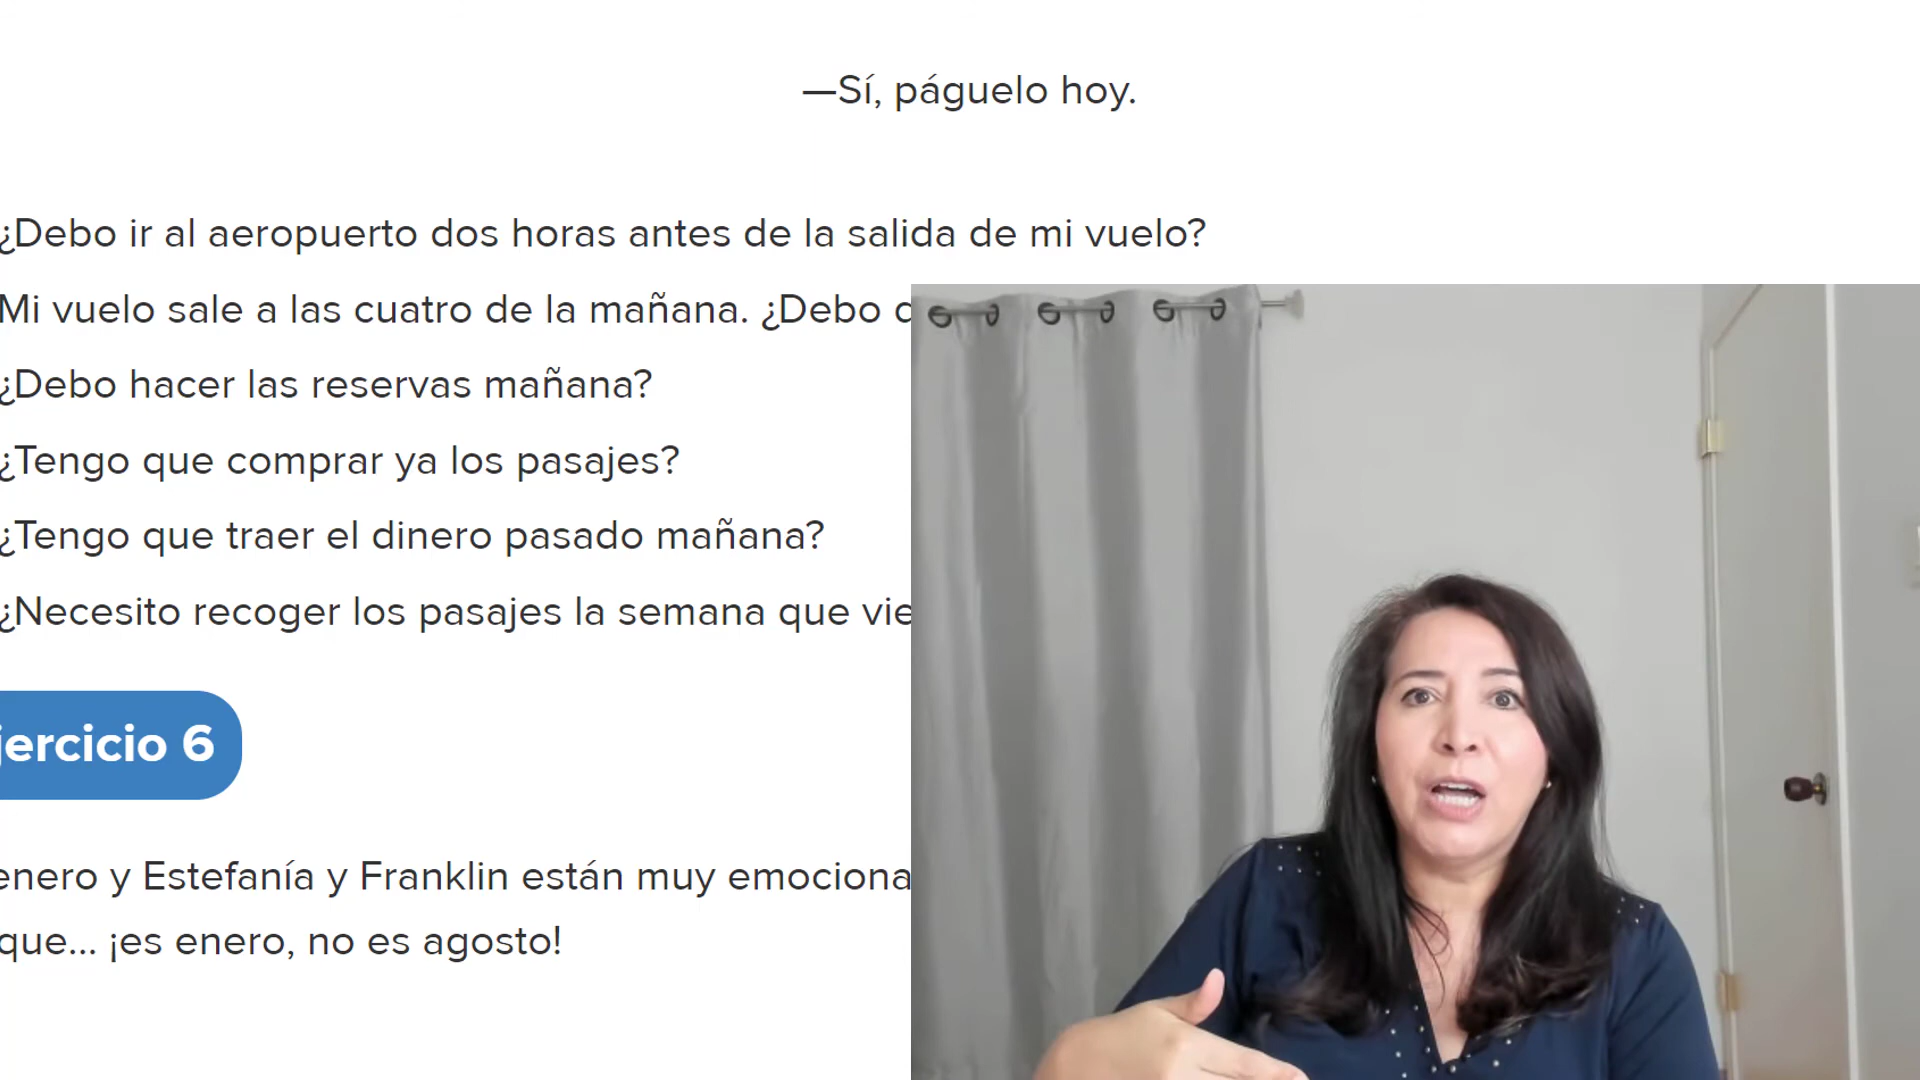 —Sí, páguelo hoy.
¿Debo ir al aeropuerto dos horas antes de la salida de mi vuelo?
Mi vuelo sale a las cuatro de la mañana. ¿Debo
¿Debo hacer las reservas mañana?
¿Tengo que comprar ya los pasajes?
¿Tengo que traer el dinero pasado mañana?
¿Necesito recoger los pasajes la semana que vie
jercicio 6
enero y Estefanía y Franklin están muy emociona
que... ¡es enero, no es agosto!